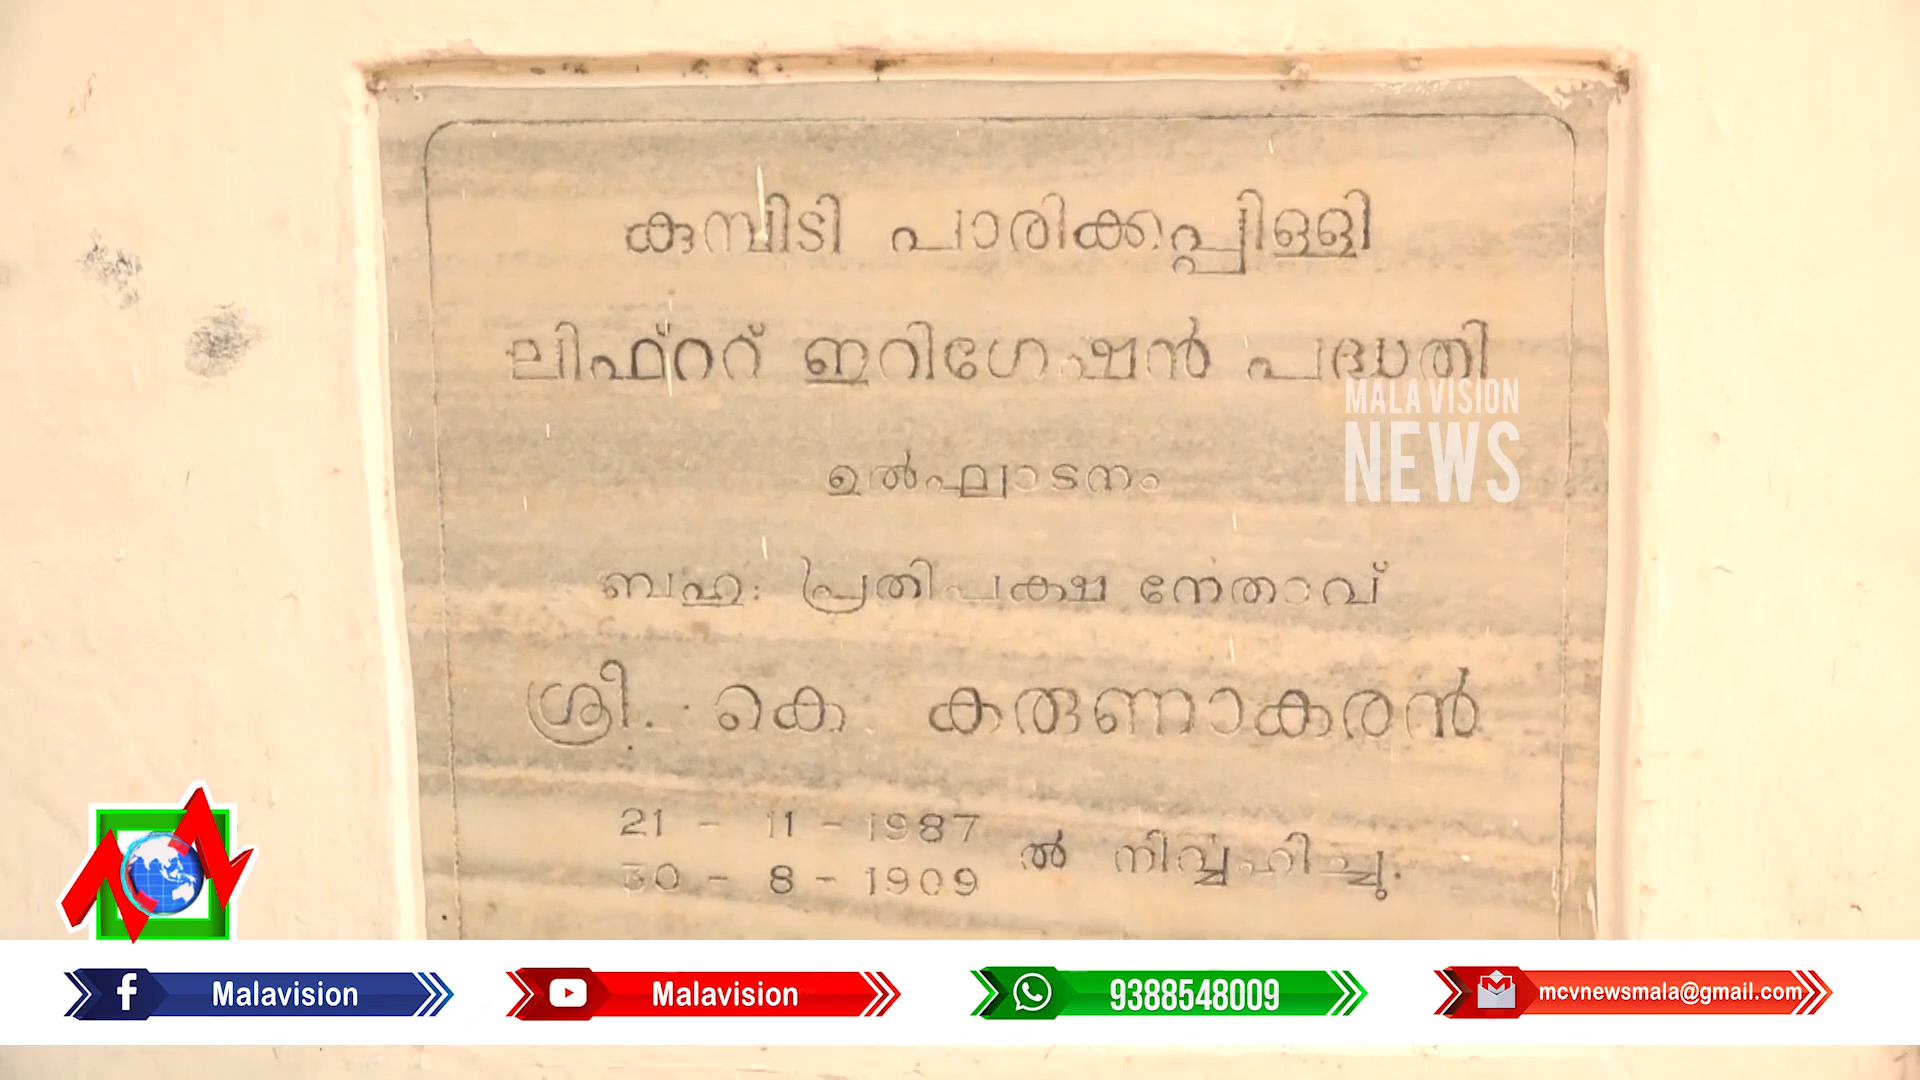 കുമ്പിടി പാരിക്കപ്പിള്ളി
ലിഫ്ററ് ഇറിഗേഷൻ പദ്ധതി
MALA VISION
NEWS
ഉൽഘാടനം
ബഹു: പ്രതിപക്ഷ നേതാവ്
ശ്രീ. കെ. കരുണാകരൻ
21 - 11 - 1987
30 - 8 - 1909
ൽ നിർവ്വഹിച്ചു.
Malavision
Malavision
9388548009
mcvnewsmala@gmail.com